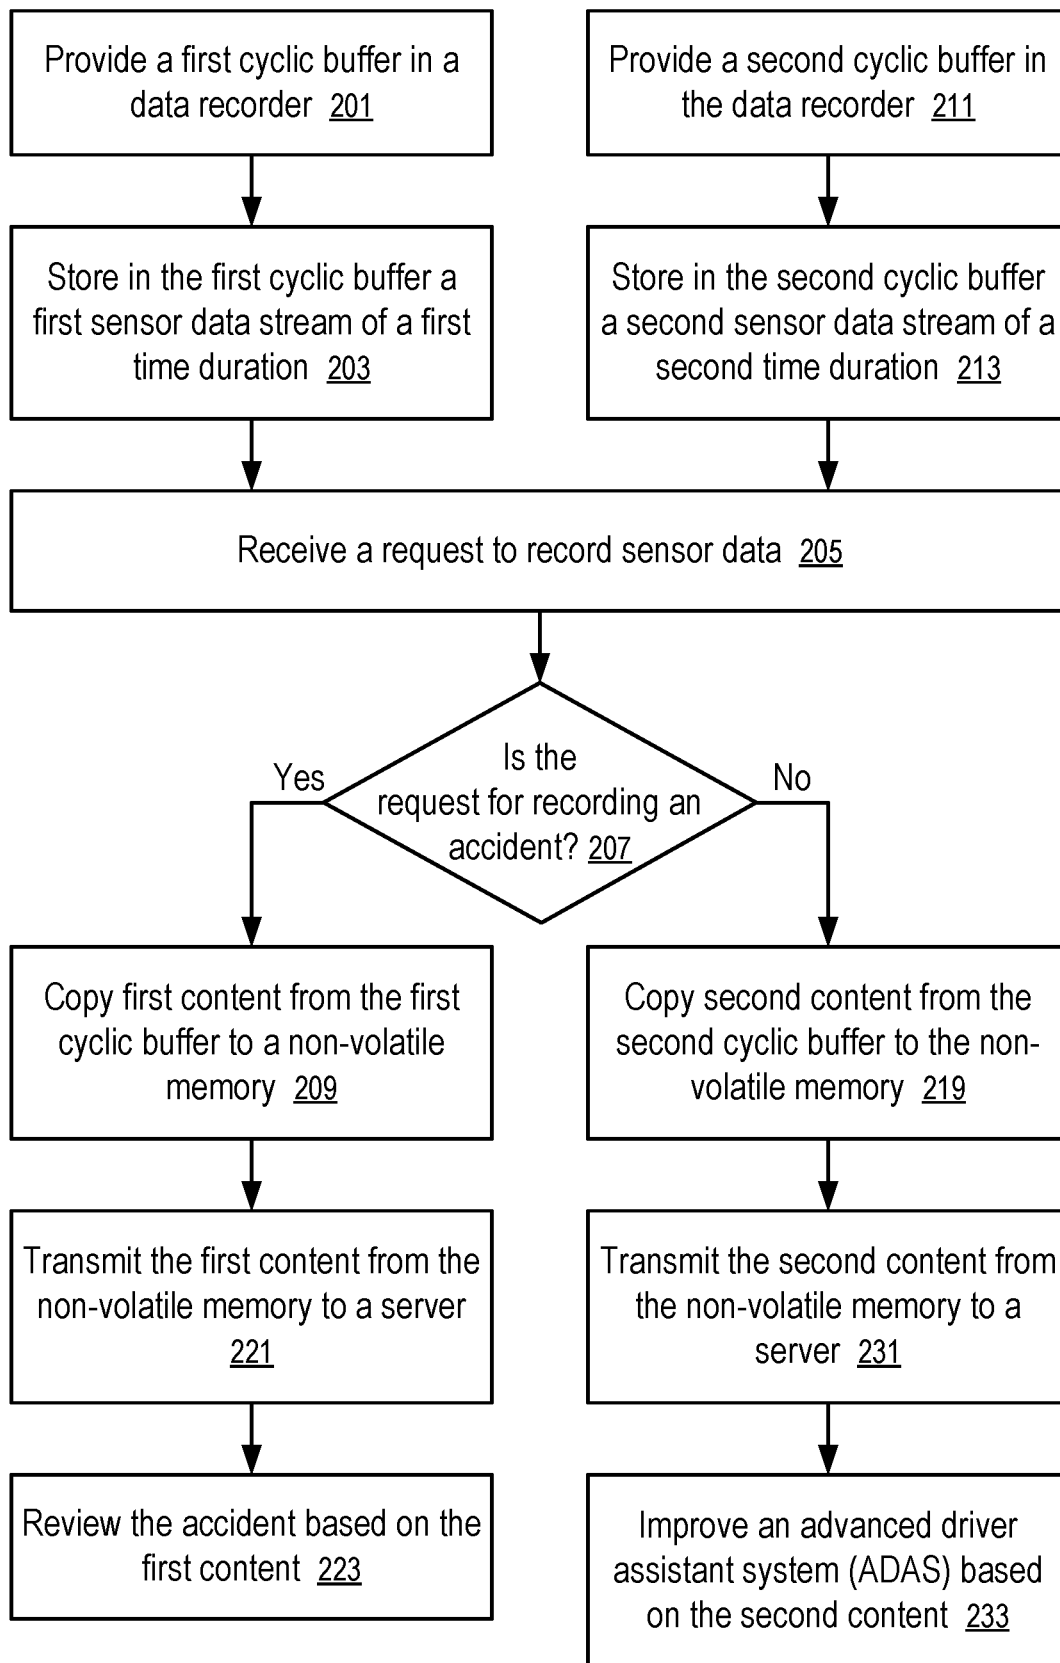 Provide a first cyclic buffer in a
data recorder 201
Provide a second cyclic buffer in
the data recorder 211
Store in the first cyclic buffer a
first sensor data stream of a first
time duration 203
Store in the second cyclic buffer
a second sensor data stream of a
second time duration 213
Receive a request to record sensor data 205
Is the
request for recording an
accident? 207
Yes
No
Copy first content from the first
cyclic buffer to a non-volatile
memory 209
Copy second content from the
second cyclic buffer to the non-
volatile memory 219
Transmit the first content from the
non-volatile memory to a server
221
Transmit the second content from
the non-volatile memory to a
server 231
Review the accident based on the
first content 223
Improve an advanced driver
assistant system (ADAS) based
on the second content 233